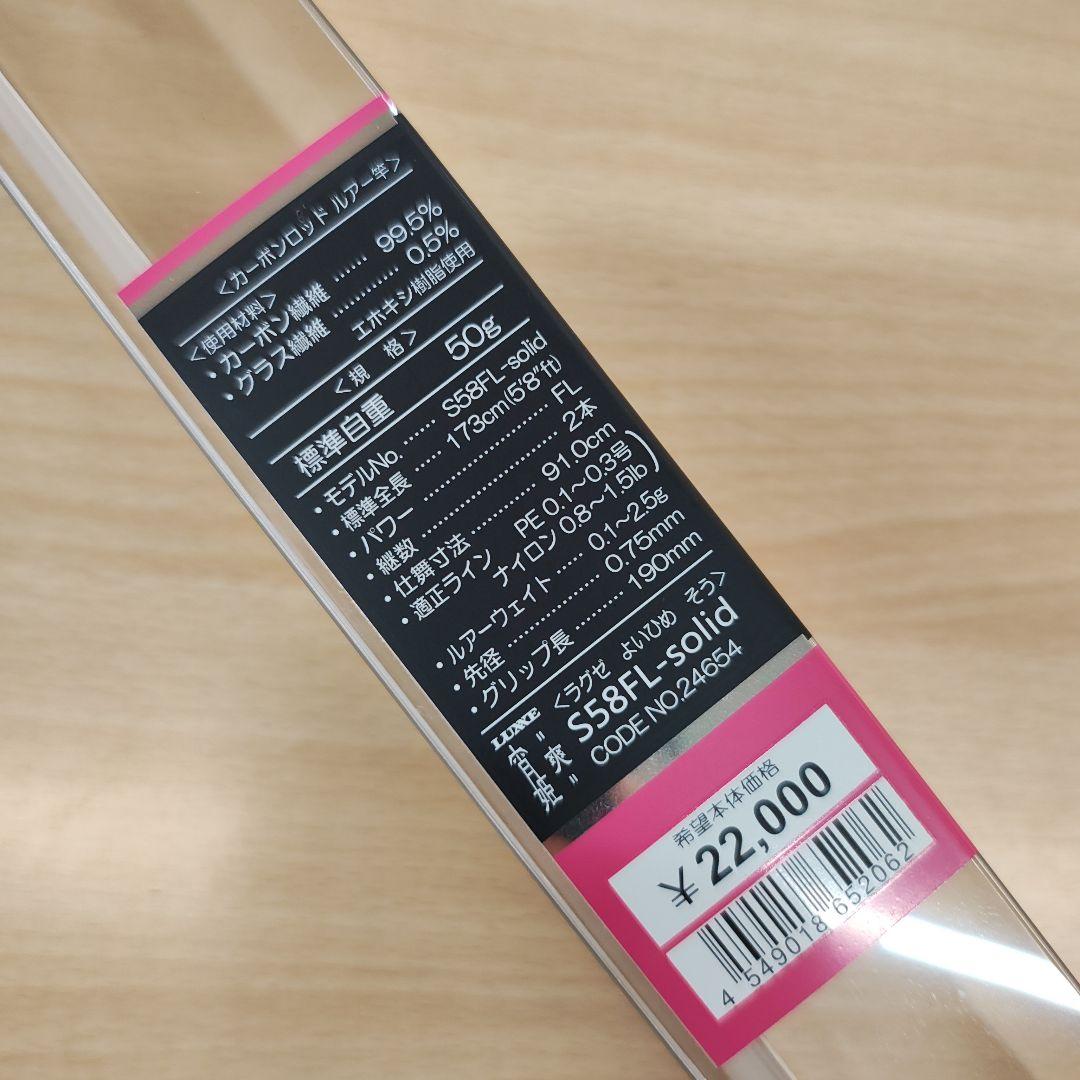 <カーボンロッド ルアー竿>
<使用材料>
・カーボン繊維 …… 99.5%
・グラス繊維 ………… 0.5%
エポキシ樹脂使用
<規 格>
標準自重 50g
・モデルNo. …… S58FL-solid
・標準全長 …… 173cm(5'8"ft)
・パワー ………………… FL
・継数 ………………… 2本
・仕舞寸法 ………… 91.0cm
・適正ライン PE 0.1〜0.3号
ナイロン 0.8〜1.5lb)
・ルアーウェイト …… 0.1〜2.5g
・先径 ……………… 0.75mm
・グリップ長 ……… 190mm
LUXXE <ラグゼ よいひめ そう>
宵姫"爽" S58FL-solid
CODE NO.24654
希望本体価格
¥22,000
4 549018 652062